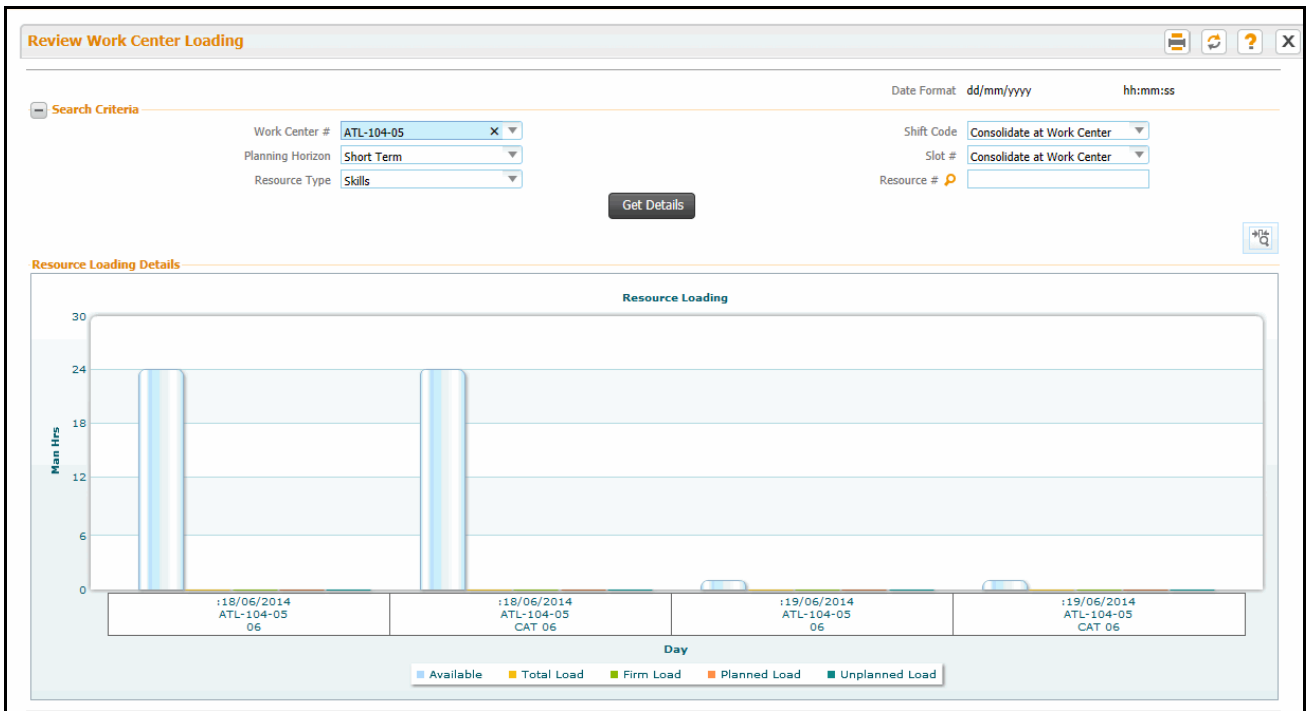 Review Work Center Loading
? X
Date Format dd/mm/yyyy hh:mm:ss
Search Criteria
Work Center # ATL-104-05 X Shift Code Consolidate at Work Center
Planning Horizon Short Term Slot # Consolidate at Work Center
Resource Type Skills Resource #
Get Details
Resource Loading Details
Resource Loading
30
24
18
12
6
0
Man Hrs
:18/06/2014 :18/06/2014 :19/06/2014 :19/06/2014
ATL-104-05 ATL-104-05 ATL-104-05 ATL-104-05
06 CAT 06 06 CAT 06
Day
Available Total Load Firm Load Planned Load Unplanned Load